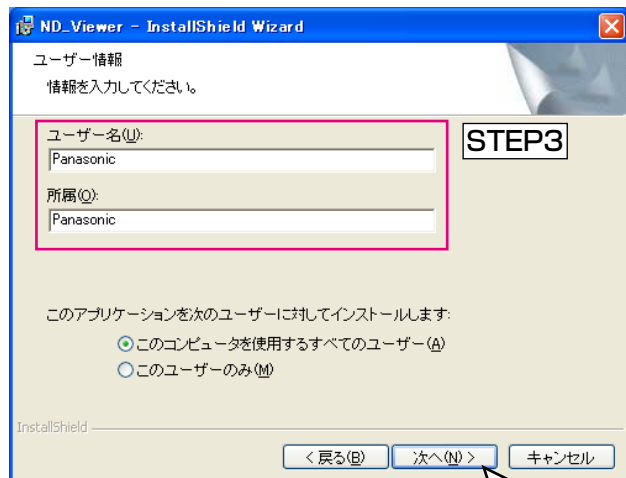 ND_Viewer - InstallShield Wizard
ユーザー情報
情報を入力してください。
ユーザー名(U):
STEP3
Panasonic
所属(O):
Panasonic
このアプリケーションを次のユーザーに対してインストールします:
このコンピュータを使用するすべてのユーザー(A)
このユーザーのみ(M)
InstallShield
< 戻る(B) 次へ(N) > キャンセル